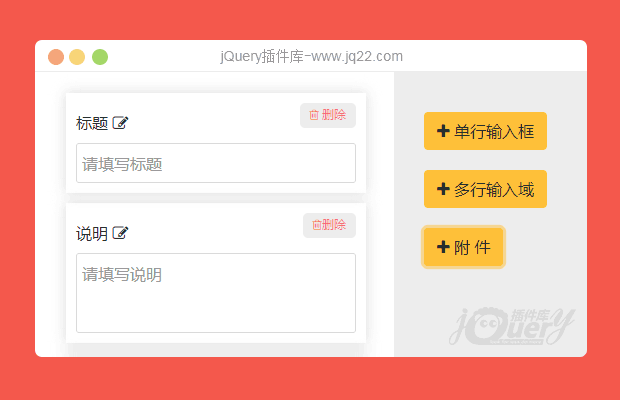 jQuery插件库-www.jq22.com
标题
删除
请填写标题
说明
删除
请填写说明
单行输入框
多行输入域
附 件
插件库
jQuery